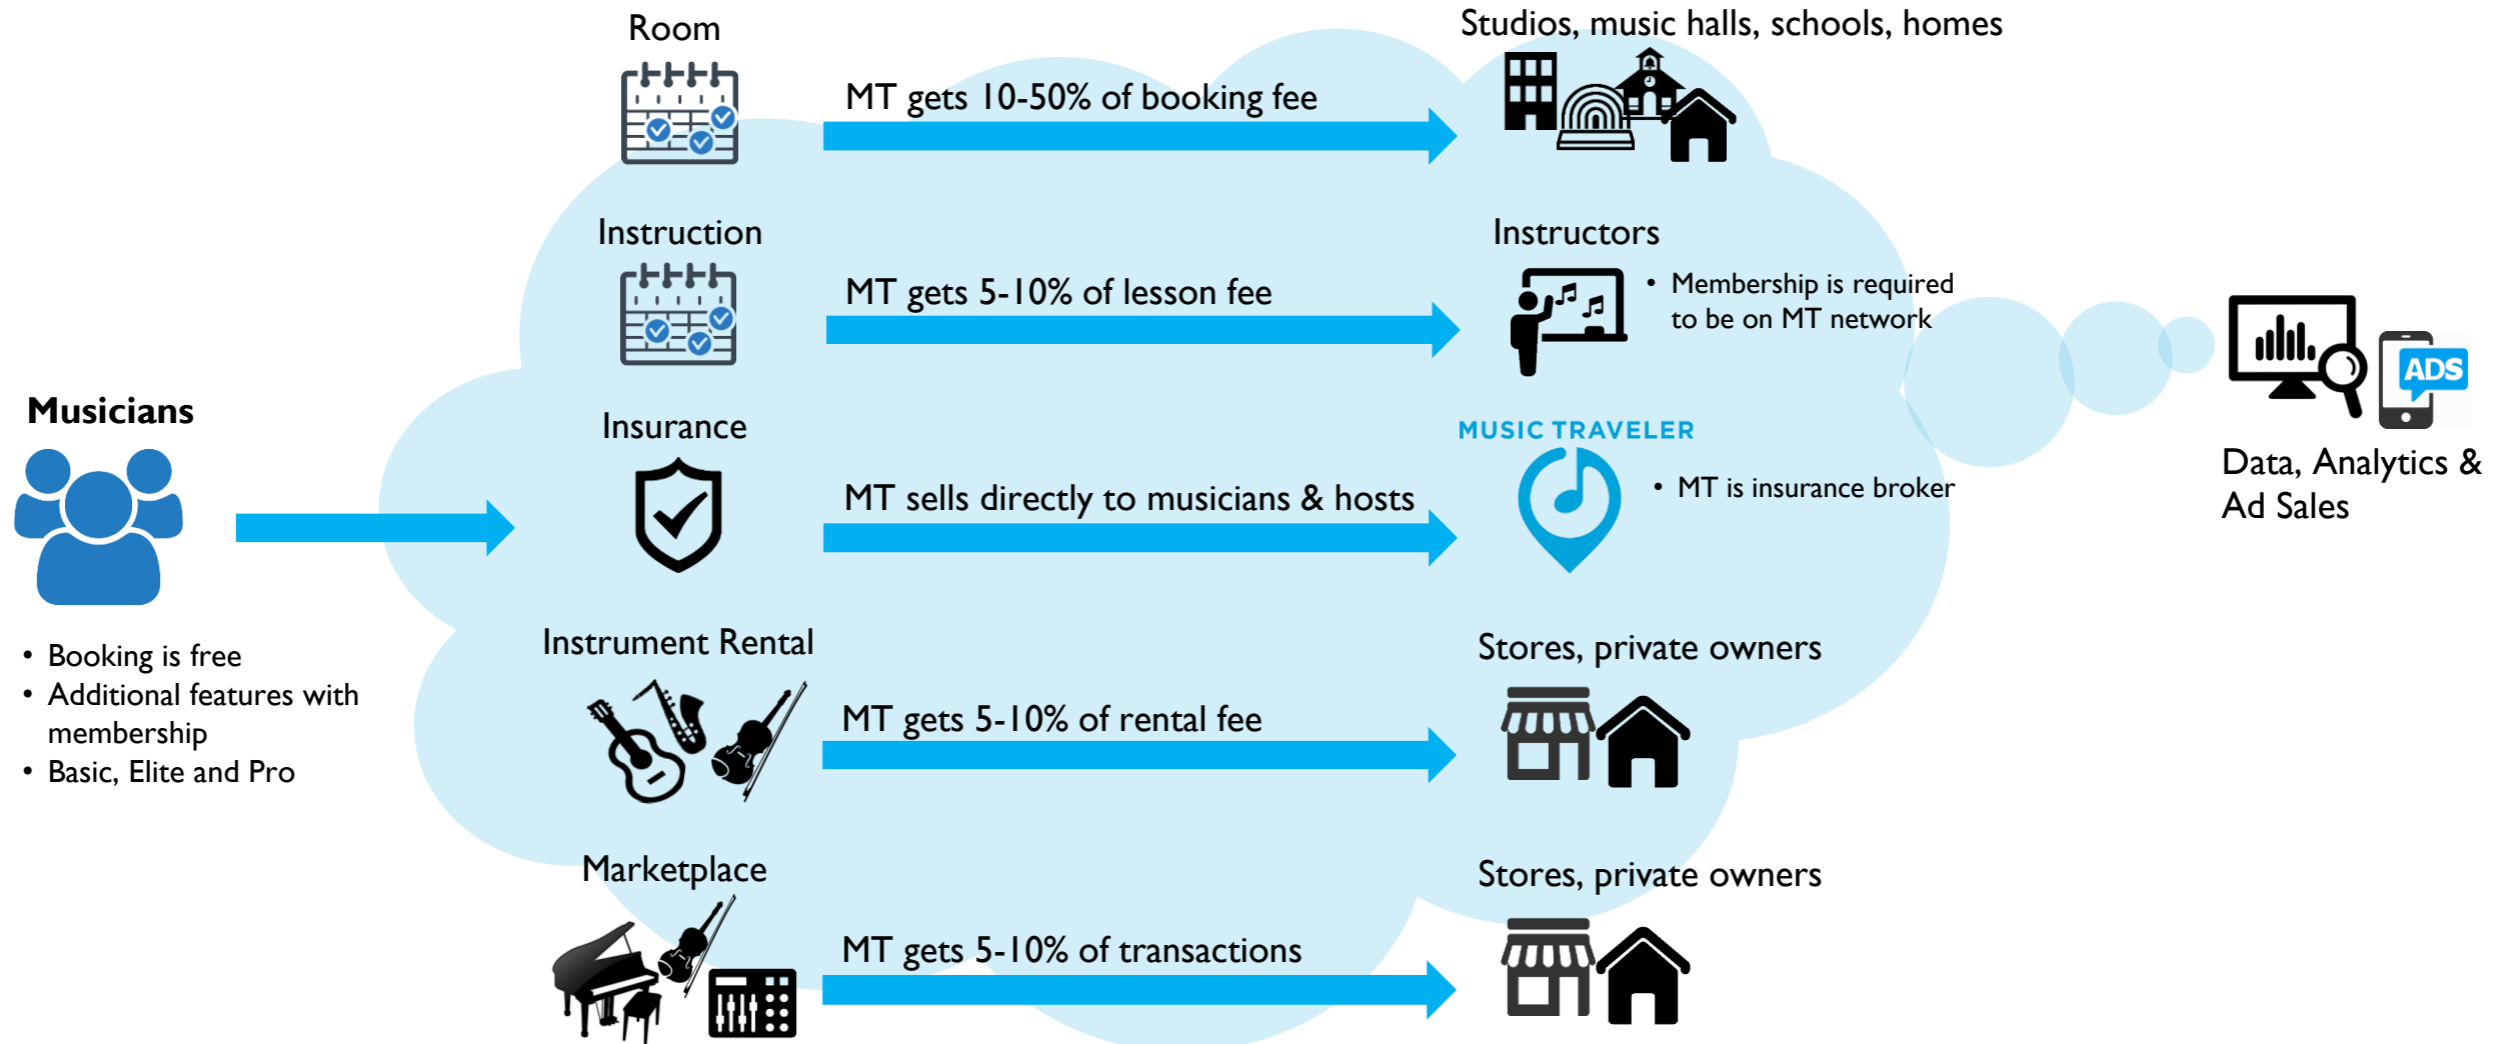 Room
MT gets 10-50% of booking fee
Studios, music halls, schools, homes
Instruction
MT gets 5-10% of lesson fee
Instructors
• Membership is required
to be on MT network
Musicians
• Booking is free
• Additional features with
membership
• Basic, Elite and Pro
Insurance
MT sells directly to musicians & hosts
MUSIC TRAVELER
• MT is insurance broker
ADS
Data, Analytics &
Ad Sales
Instrument Rental
MT gets 5-10% of rental fee
Stores, private owners
Marketplace
MT gets 5-10% of transactions
Stores, private owners